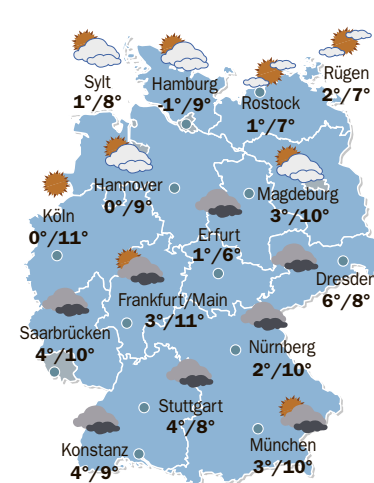 Sylt
1°/8°
Hamburg
-1°/9°
Rügen
2°/7°
Rostock
1°/7°
Hannover
0°/9°
Magdeburg
3°/10°
Köln
0°/11°
Erfurt
1°/6°
Dresden
6°/8°
Frankfurt/Main
3°/11°
Saarbrücken
4°/10°
Nürnberg
2°/10°
Stuttgart
4°/8°
Konstanz
4°/9°
München
3°/10°